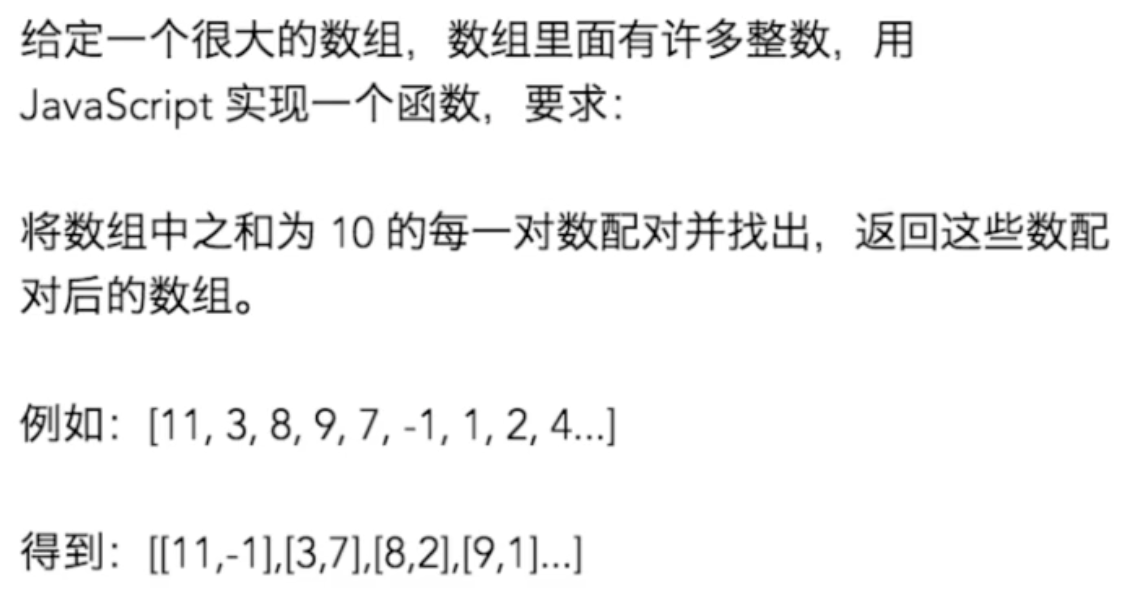 给定一个很大的数组，数组里面有许多整数，用
JavaScript 实现一个函数，要求：
将数组中之和为 10 的每一对数配对并找出，返回这些数配
对后的数组。
例如：[11, 3, 8, 9, 7, -1, 1, 2, 4...]
得到：[[11,-1],[3,7],[8,2],[9,1]...]